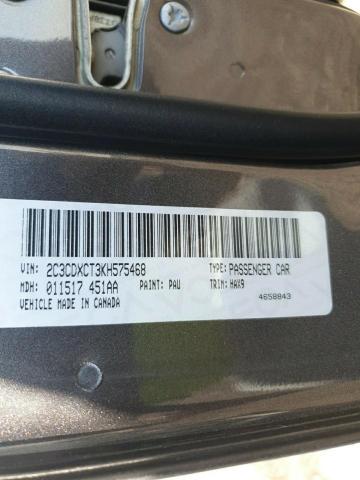 VIN: 2C3CDXCT3KH575468 TYPE: PASSENGER CAR
MDH: 011517 451AA PAINT: PAU TRIM: HAX9
VEHICLE MADE IN CANADA 4658843